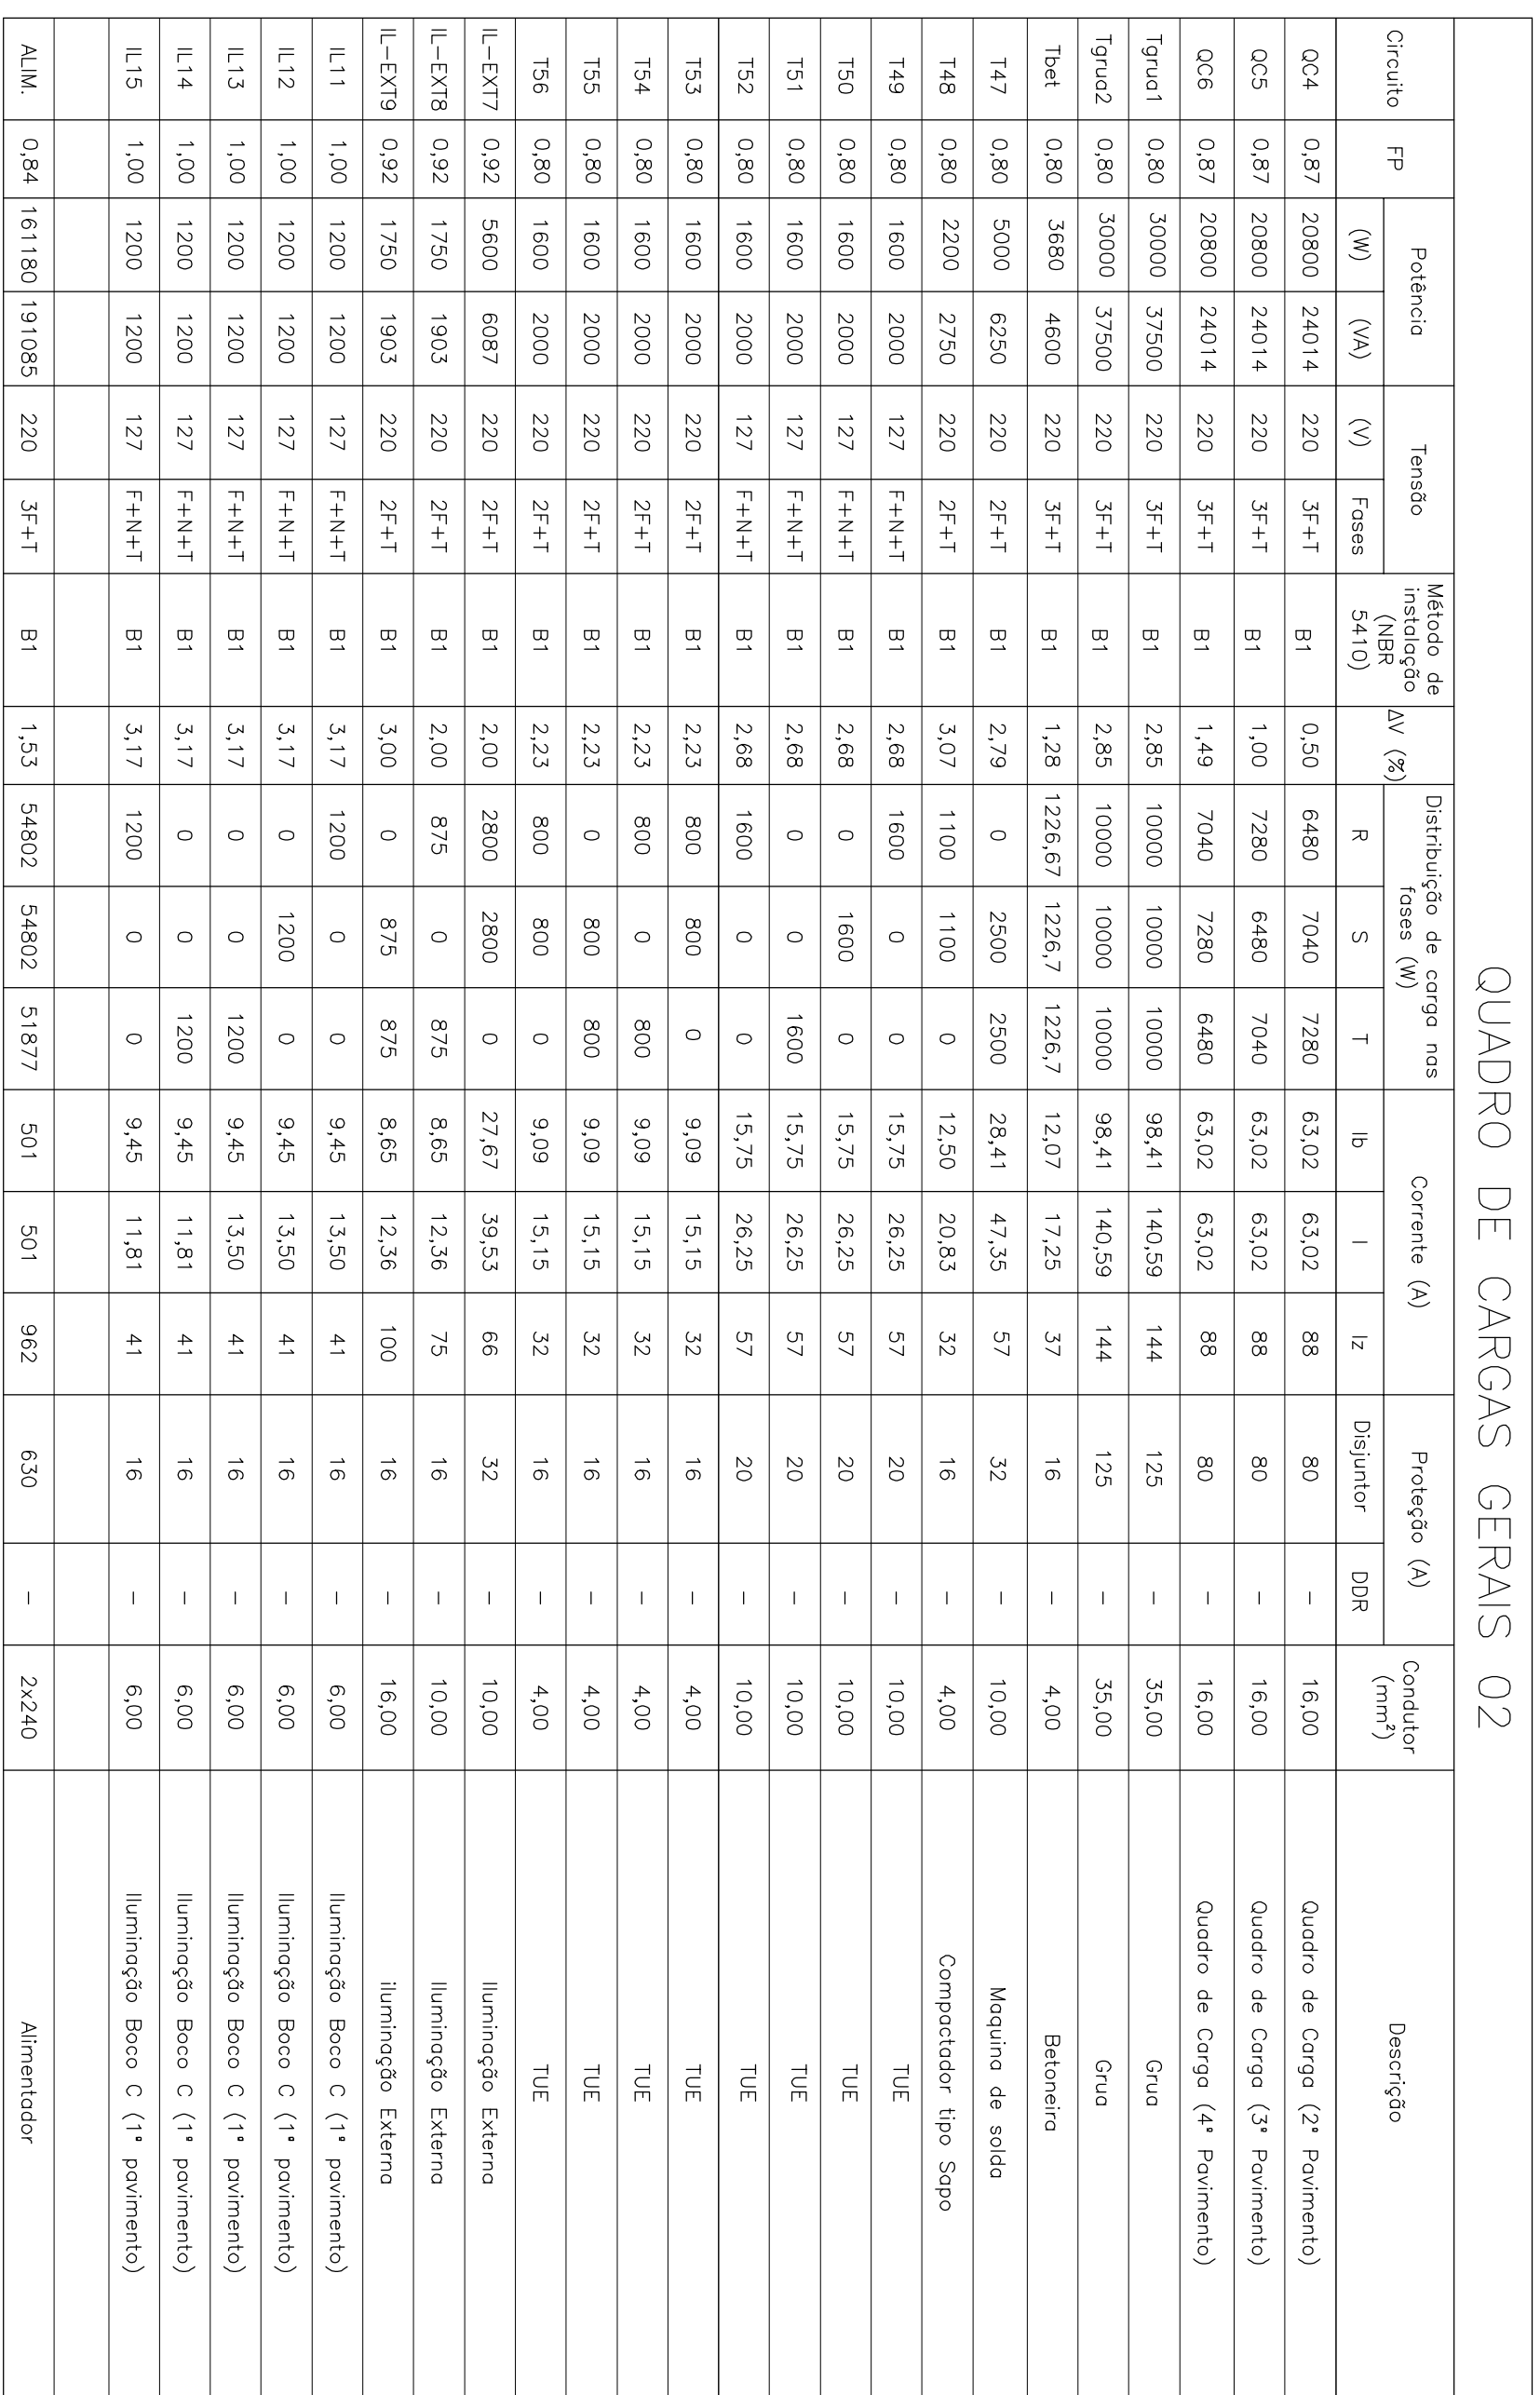 QUADRO DE CARGAS GERAIS 02
Circuito FP Potência Tensão Método de instalação (NBR 5410) ΔV (%) Distribuição de carga nas fases (W) Corrente (A) Proteção (A) Condutor (mm²) Descrição
(W) (VA) (V) Fases R S T Ib I Iz Disjuntor DDR
QC4 0,87 20800 24014 220 3F+T B1 0,50 6480 7040 7280 63,02 63,02 88 80 - 16,00 Quadro de Carga (2° Pavimento)
QC5 0,87 20800 24014 220 3F+T B1 1,00 7280 6480 7040 63,02 63,02 88 80 - 16,00 Quadro de Carga (3° Pavimento)
QC6 0,87 20800 24014 220 3F+T B1 1,49 7040 7280 6480 63,02 63,02 88 80 - 16,00 Quadro de Carga (4° Pavimento)
Tgrua1 0,80 30000 37500 220 3F+T B1 2,85 10000 10000 10000 98,41 140,59 144 125 - 35,00 Grua
Tgrua2 0,80 30000 37500 220 3F+T B1 2,85 10000 10000 10000 98,41 140,59 144 125 - 35,00 Grua
Tbet 0,80 3680 4600 220 3F+T B1 1,28 1226,67 1226,7 1226,7 12,07 17,25 37 16 - 4,00 Betoneira
T47 0,80 5000 6250 220 2F+T B1 2,79 0 2500 2500 28,41 47,35 57 32 - 10,00 Maquina de solda
T48 0,80 2200 2750 220 2F+T B1 3,07 1100 1100 0 12,50 20,83 32 16 - 4,00 Compactador tipo Sapo
T49 0,80 1600 2000 127 F+N+T B1 2,68 1600 0 0 15,75 26,25 57 20 - 10,00 TUE
T50 0,80 1600 2000 127 F+N+T B1 2,68 0 1600 0 15,75 26,25 57 20 - 10,00 TUE
T51 0,80 1600 2000 127 F+N+T B1 2,68 0 0 1600 15,75 26,25 57 20 - 10,00 TUE
T52 0,80 1600 2000 127 F+N+T B1 2,68 1600 0 0 15,75 26,25 57 20 - 10,00 TUE
T53 0,80 1600 2000 220 2F+T B1 2,23 800 800 0 9,09 15,15 32 16 - 4,00 TUE
T54 0,80 1600 2000 220 2F+T B1 2,23 800 0 800 9,09 15,15 32 16 - 4,00 TUE
T55 0,80 1600 2000 220 2F+T B1 2,23 0 800 800 9,09 15,15 32 16 - 4,00 TUE
T56 0,80 1600 2000 220 2F+T B1 2,23 800 800 0 9,09 15,15 32 16 - 4,00 TUE
IL-EXT7 0,92 5600 6087 220 2F+T B1 2,00 2800 2800 0 27,67 39,53 66 32 - 10,00 Iluminação Externa
IL-EXT8 0,92 1750 1903 220 2F+T B1 2,00 875 0 875 8,65 12,36 75 16 - 10,00 Iluminação Externa
IL-EXT9 0,92 1750 1903 220 2F+T B1 3,00 0 875 875 8,65 12,36 100 16 - 16,00 iluminação Externa
IL11 1,00 1200 1200 127 F+N+T B1 3,17 1200 0 0 9,45 13,50 41 16 - 6,00 Iluminação Boco C (1° pavimento)
IL12 1,00 1200 1200 127 F+N+T B1 3,17 0 1200 0 9,45 13,50 41 16 - 6,00 Iluminação Boco C (1° pavimento)
IL13 1,00 1200 1200 127 F+N+T B1 3,17 0 0 1200 9,45 13,50 41 16 - 6,00 Iluminação Boco C (1° pavimento)
IL14 1,00 1200 1200 127 F+N+T B1 3,17 0 0 1200 9,45 11,81 41 16 - 6,00 Iluminação Boco C (1° pavimento)
IL15 1,00 1200 1200 127 F+N+T B1 3,17 1200 0 0 9,45 11,81 41 16 - 6,00 Iluminação Boco C (1° pavimento)
ALIM. 0,84 161180 191085 220 3F+T B1 1,53 54802 54802 51877 501 501 962 630 - 2x240 Alimentador